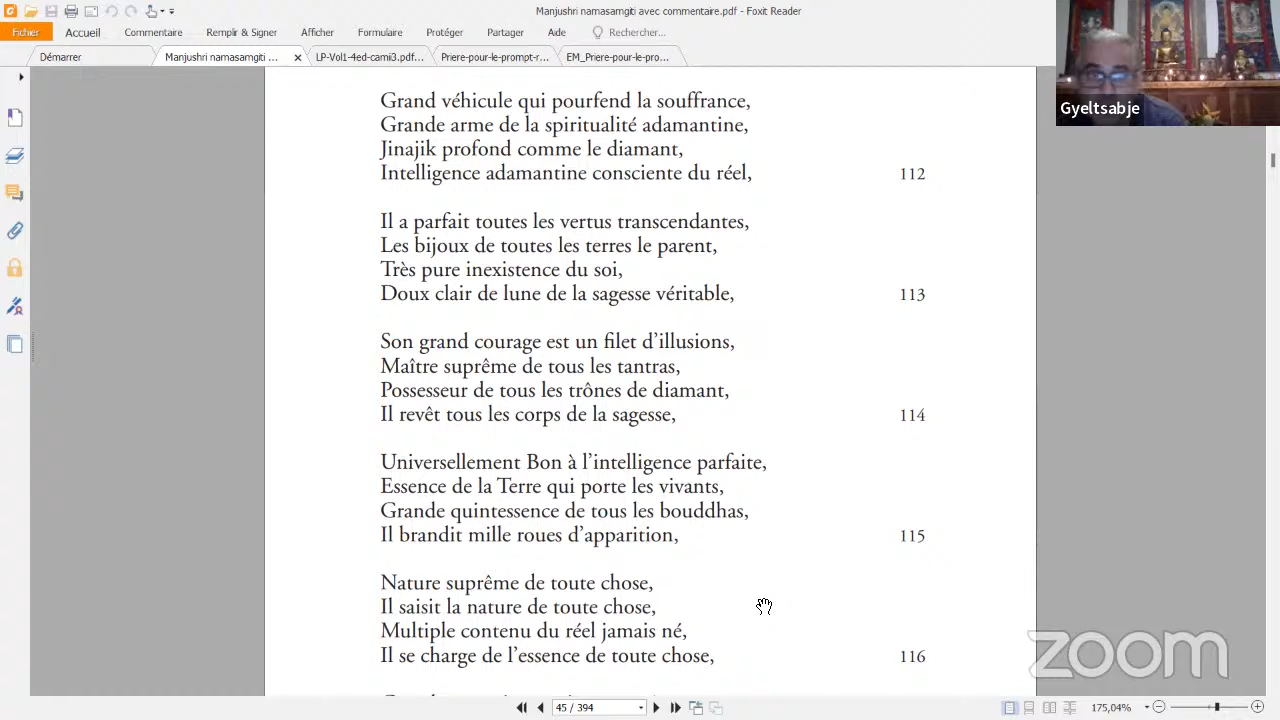 Manjushri namasamgiti avec commentaire.pdf - Foxit Reader
Fichier Accueil Commentaire Remplir & Signer Afficher Formulaire Protéger Partager Aide Rechercher...
Démarrer Manjushri namasamgiti ... LP-Vol1-4ed-cami3.pdf... Priere-pour-le-prompt-r... EM_Priere-pour-le-pro...
Gyeltsabje
Grand véhicule qui pourfend la souffrance,
Grande arme de la spiritualité adamantine,
Jinajik profond comme le diamant,
Intelligence adamantine consciente du réel, 112
Il a parfait toutes les vertus transcendantes,
Les bijoux de toutes les terres le parent,
Très pure inexistence du soi,
Doux clair de lune de la sagesse véritable, 113
Son grand courage est un filet d’illusions,
Maître suprême de tous les tantras,
Possesseur de tous les trônes de diamant,
Il revêt tous les corps de la sagesse, 114
Universellement Bon à l’intelligence parfaite,
Essence de la Terre qui porte les vivants,
Grande quintessence de tous les bouddhas,
Il brandit mille roues d’apparition, 115
Nature suprême de toute chose,
Il saisit la nature de toute chose,
Multiple contenu du réel jamais né,
Il se charge de l’essence de toute chose, 116
zoom
45 / 394 175,04%